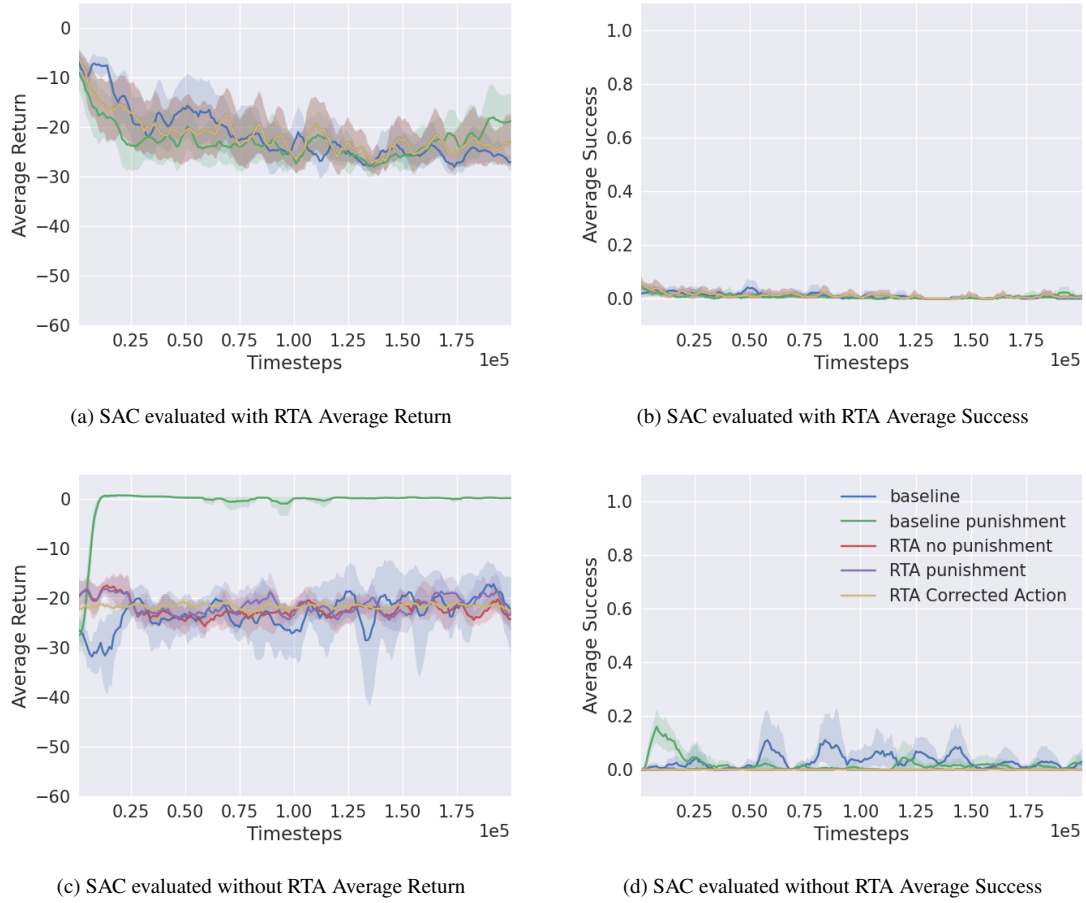 0
−10
−20
−30
−40
−50
−60
Average Return
0.25 0.50 0.75 1.00 1.25 1.50 1.75
1e5
Timesteps
(a) SAC evaluated with RTA Average Return
1.0
0.8
0.6
0.4
0.2
0.0
Average Success
0.25 0.50 0.75 1.00 1.25 1.50 1.75
1e5
Timesteps
(b) SAC evaluated with RTA Average Success
0
−10
−20
−30
−40
−50
−60
Average Return
0.25 0.50 0.75 1.00 1.25 1.50 1.75
1e5
Timesteps
(c) SAC evaluated without RTA Average Return
1.0
0.8
0.6
0.4
0.2
0.0
Average Success
baseline
baseline punishment
RTA no punishment
RTA punishment
RTA Corrected Action
0.25 0.50 0.75 1.00 1.25 1.50 1.75
1e5
Timesteps
(d) SAC evaluated without RTA Average Success